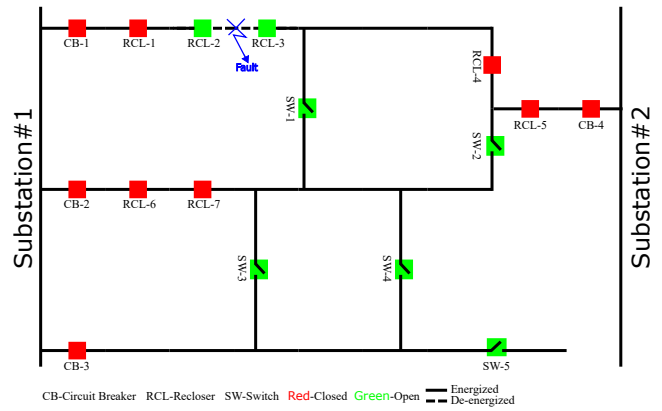 CB-1
RCL-1
RCL-2
RCL-3
Fault
RCL-4
SW-1
RCL-5
CB-4
SW-2
Substation#1
Substation#2
CB-2
RCL-6
RCL-7
SW-3
SW-4
CB-3
SW-5
CB-Circuit Breaker RCL-Recloser SW-Switch Red-Closed Green-Open Energized
De-energized